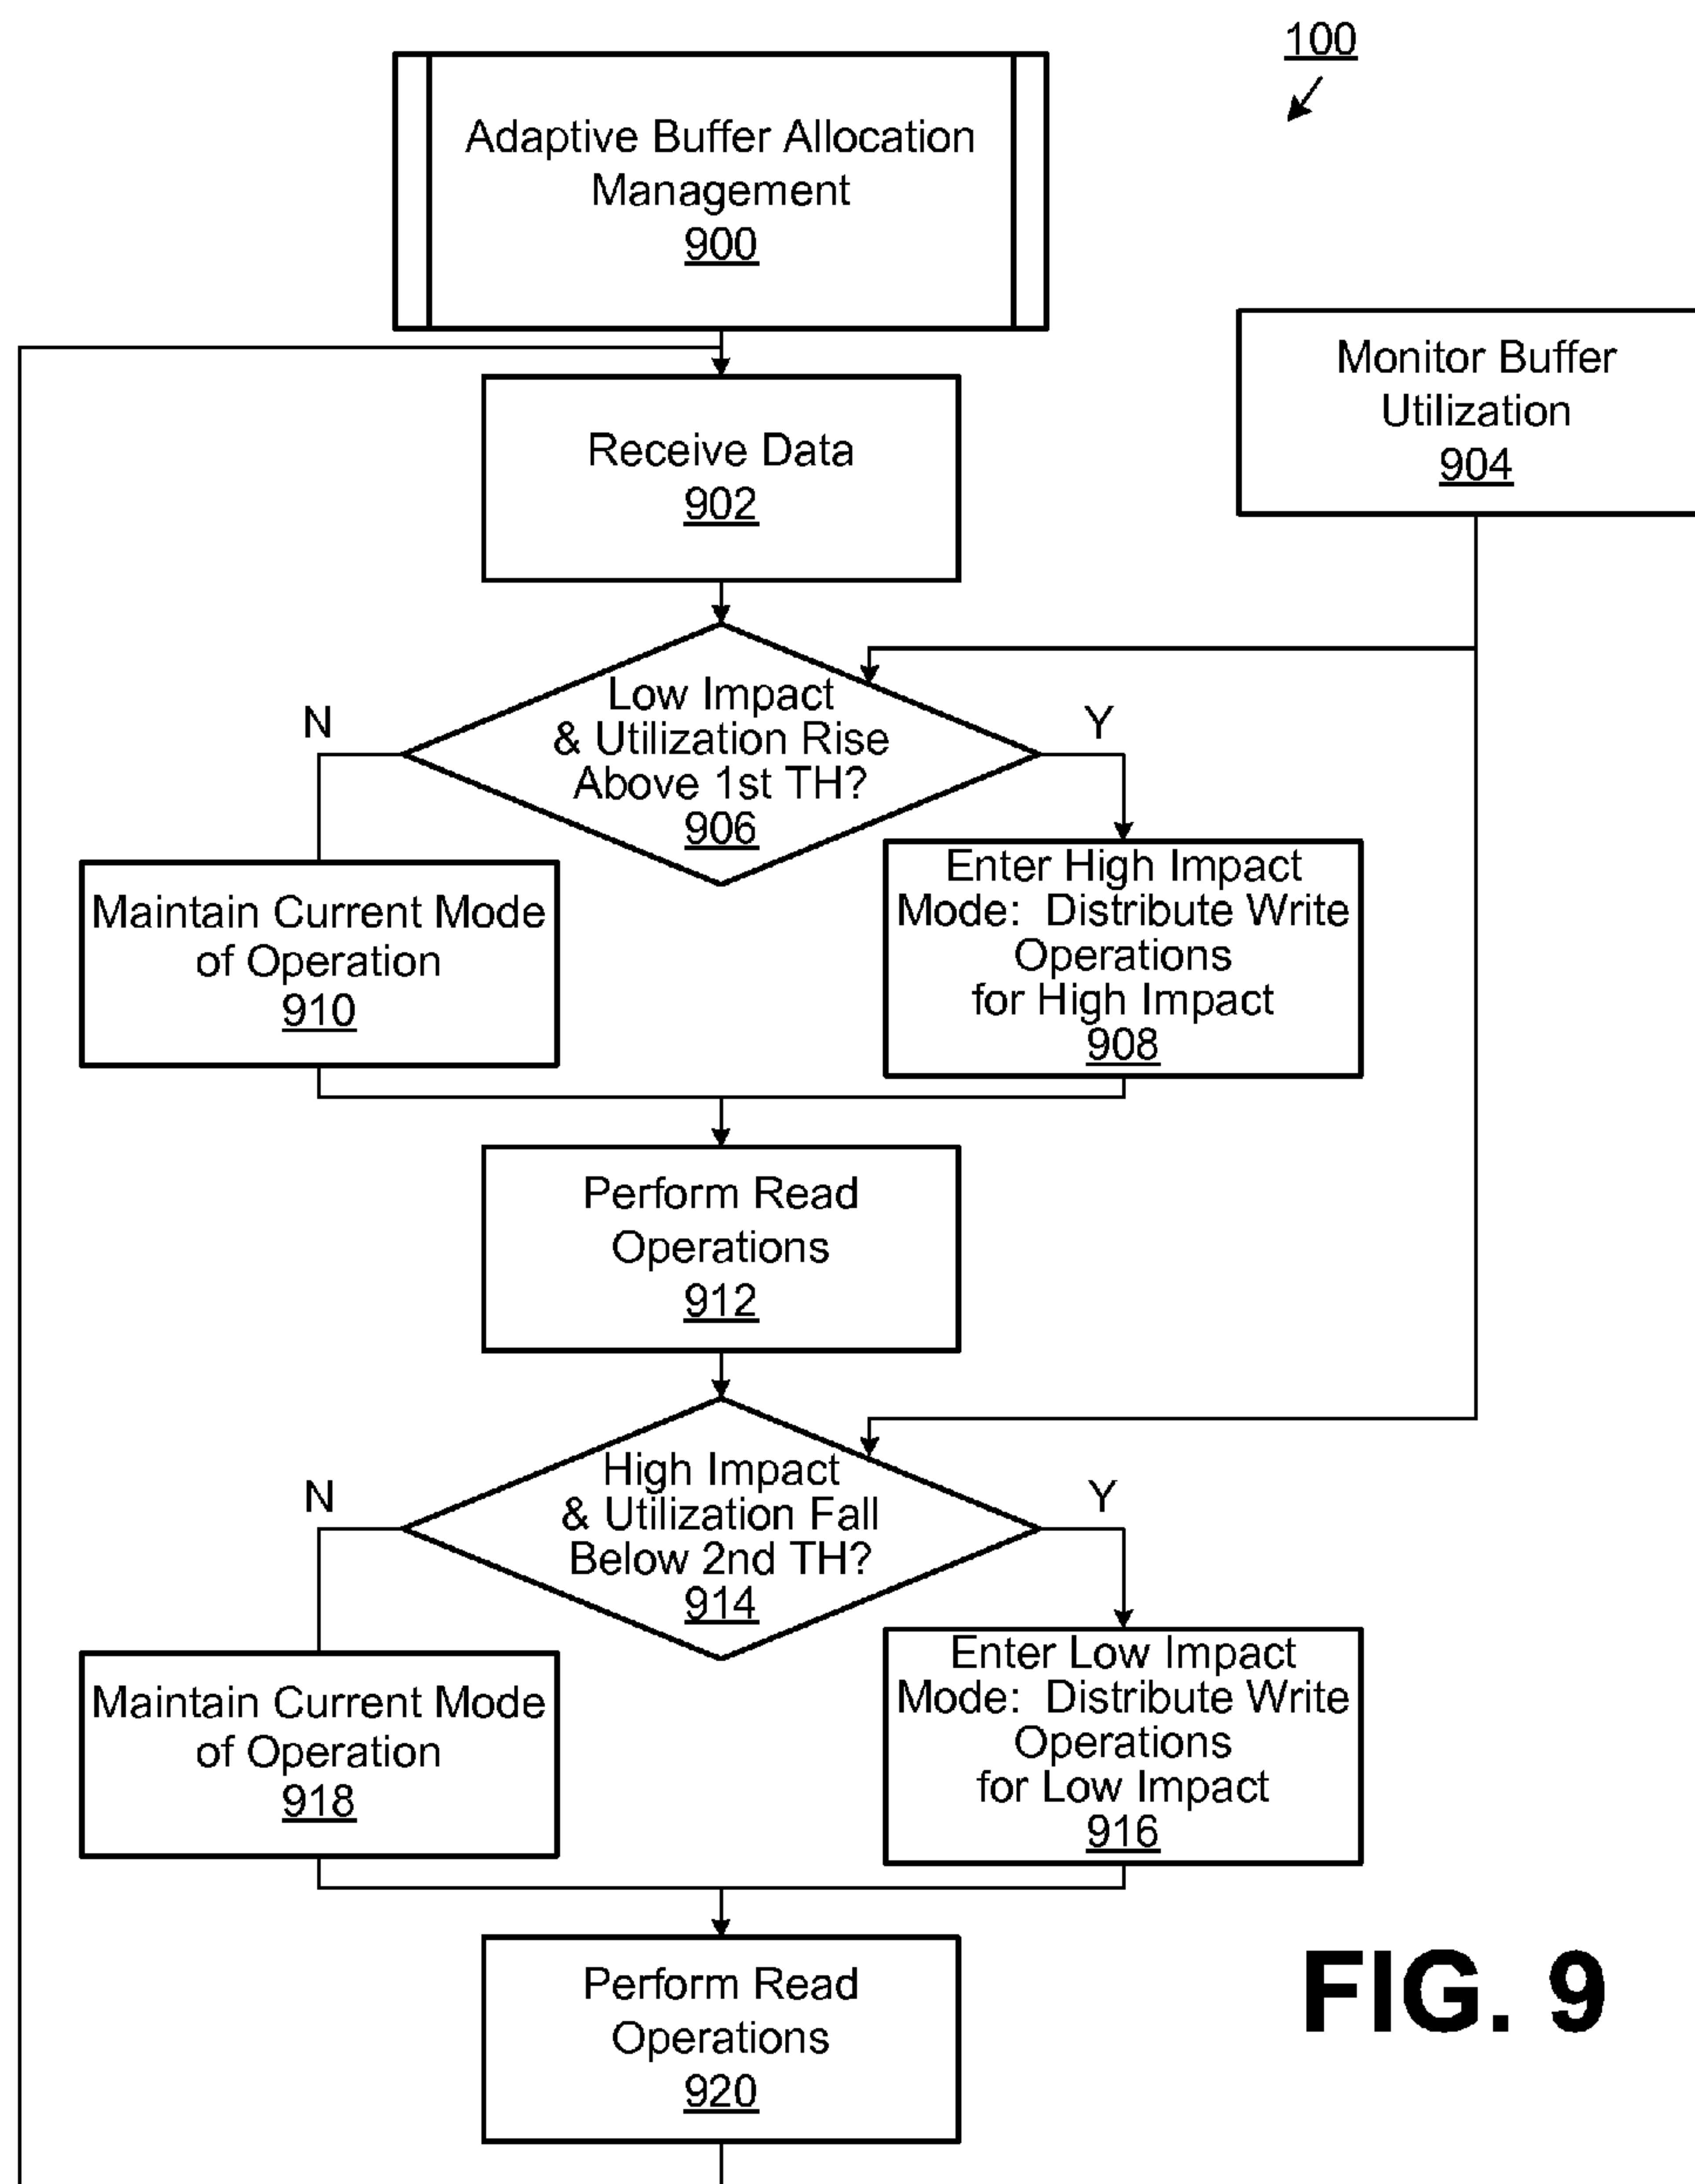 100
Adaptive Buffer Allocation
Management
900
Monitor Buffer
Utilization
904
Receive Data
902
Low Impact
& Utilization Rise
Above 1st TH?
906
N
Y
Maintain Current Mode
of Operation
910
Enter High Impact
Mode: Distribute Write
Operations
for High Impact
908
Perform Read
Operations
912
High Impact
& Utilization Fall
Below 2nd TH?
914
N
Y
Maintain Current Mode
of Operation
918
Enter Low Impact
Mode: Distribute Write
Operations
for Low Impact
916
Perform Read
Operations
920
FIG. 9